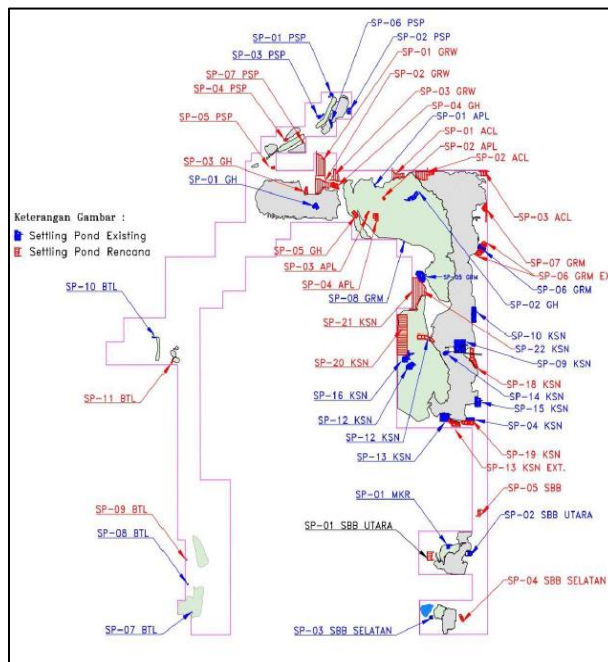 SP-06 PSP
SP-01 PSP
SP-02 PSP
SP-03 PSP
SP-01 GRW
SP-07 PSP
SP-02 GRW
SP-04 PSP
SP-03 GRW
SP-05 PSP
SP-04 GH
SP-01 APL
SP-03 GH
SP-01 ACL
SP-02 APL
SP-01 GH
SP-02 ACL
Keterangan Gambar :
Settling Pond Existing
Settling Pond Rencana
SP-03 ACL
SP-07 GRM
SP-05 GH
SP-06 GRM EX
SP-03 APL
SP-06 GRM
SP-04 APL
SP-05 GRM
SP-08 GRM
SP-02 GH
SP-10 BTL
SP-21 KSN
SP-10 KSN
SP-22 KSN
SP-20 KSN
SP-09 KSN
SP-11 BTL
SP-18 KSN
SP-16 KSN
SP-14 KSN
SP-12 KSN
SP-15 KSN
SP-04 KSN
SP-12 KSN
SP-13 KSN
SP-19 KSN
SP-13 KSN EXT.
SP-05 SBB
SP-09 BTL
SP-01 MKR
SP-02 SBB UTARA
SP-08 BTL
SP-01 SBB UTARA
SP-04 SBB SELATAN
SP-07 BTL
SP-03 SBB SELATAN